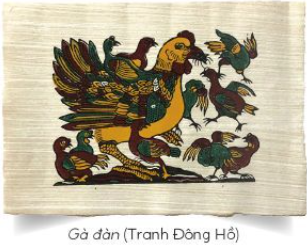 Gà đàn (Tranh Đông Hồ)